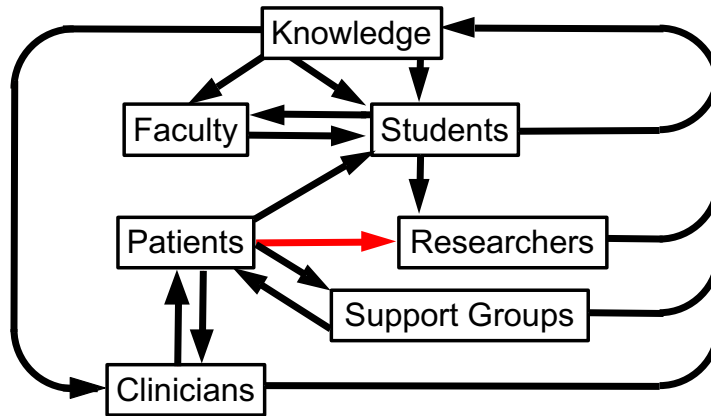 Knowledge
Faculty
Students
Patients
Researchers
Support Groups
Clinicians